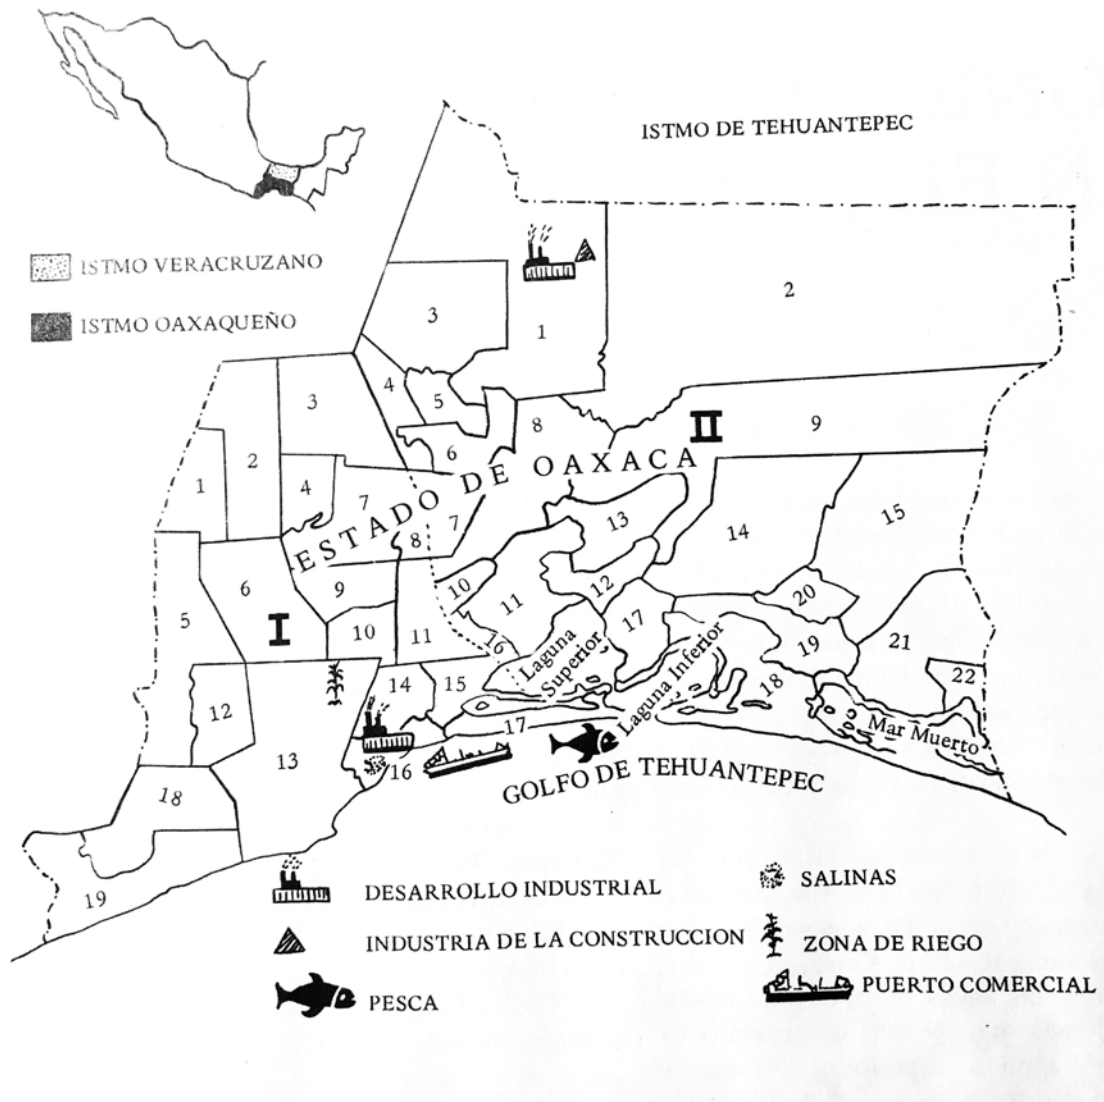 ISTMO DE TEHUANTEPEC
ISTMO VERACRUZANO
ISTMO OAXAQUEÑO
2
3
1
4
5
3
8
9
II
6
2
1
4
7
ESTADO DE OAXACA
7
8
13
14
15
6
9
10
11
12
20
5
I
10
11
16
17
19
21
Laguna
Superior
Laguna Inferior
18
22
12
14
15
17
Mar Muerto
13
16
GOLFO DE TEHUANTEPEC
18
19
DESARROLLO INDUSTRIAL
SALINAS
INDUSTRIA DE LA CONSTRUCCION
ZONA DE RIEGO
PESCA
PUERTO COMERCIAL